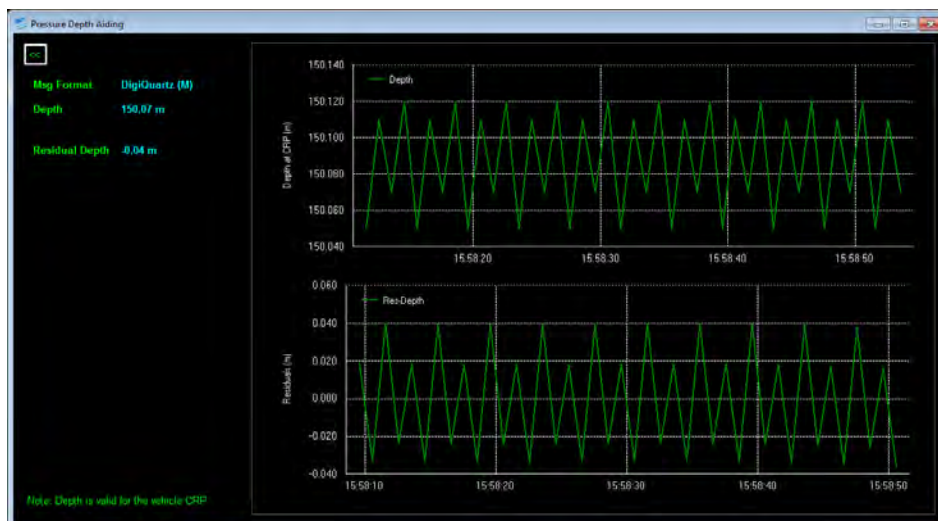 Pressure Depth Aiding
<<
Msg Format DigiQuartz (M)
Depth 150.07 m
Residual Depth -0.04 m
Note: Depth is valid for the vehicle CRP
150.140
150.120
150.100
150.080
150.060
150.040
Depth at CRP (m)
Depth
15:58:20 15:58:30 15:58:40 15:58:50
0.060
0.040
0.020
0.000
-0.020
-0.040
Residuals (m)
Res-Depth
15:58:10 15:58:20 15:58:30 15:58:40 15:58:50